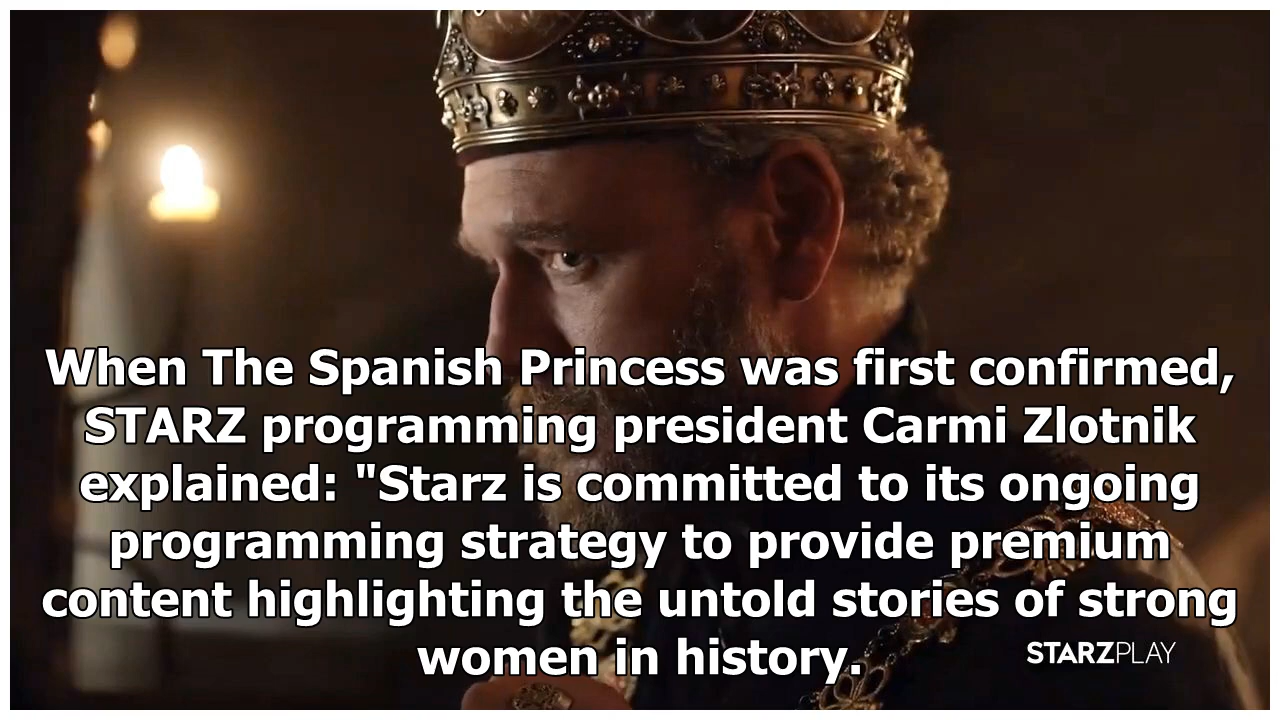 When The Spanish Princess was first confirmed,
STARZ programming president Carmi Zlotnik
explained: "Starz is committed to its ongoing
programming strategy to provide premium
content highlighting the untold stories of strong
women in history.
STARZPLAY